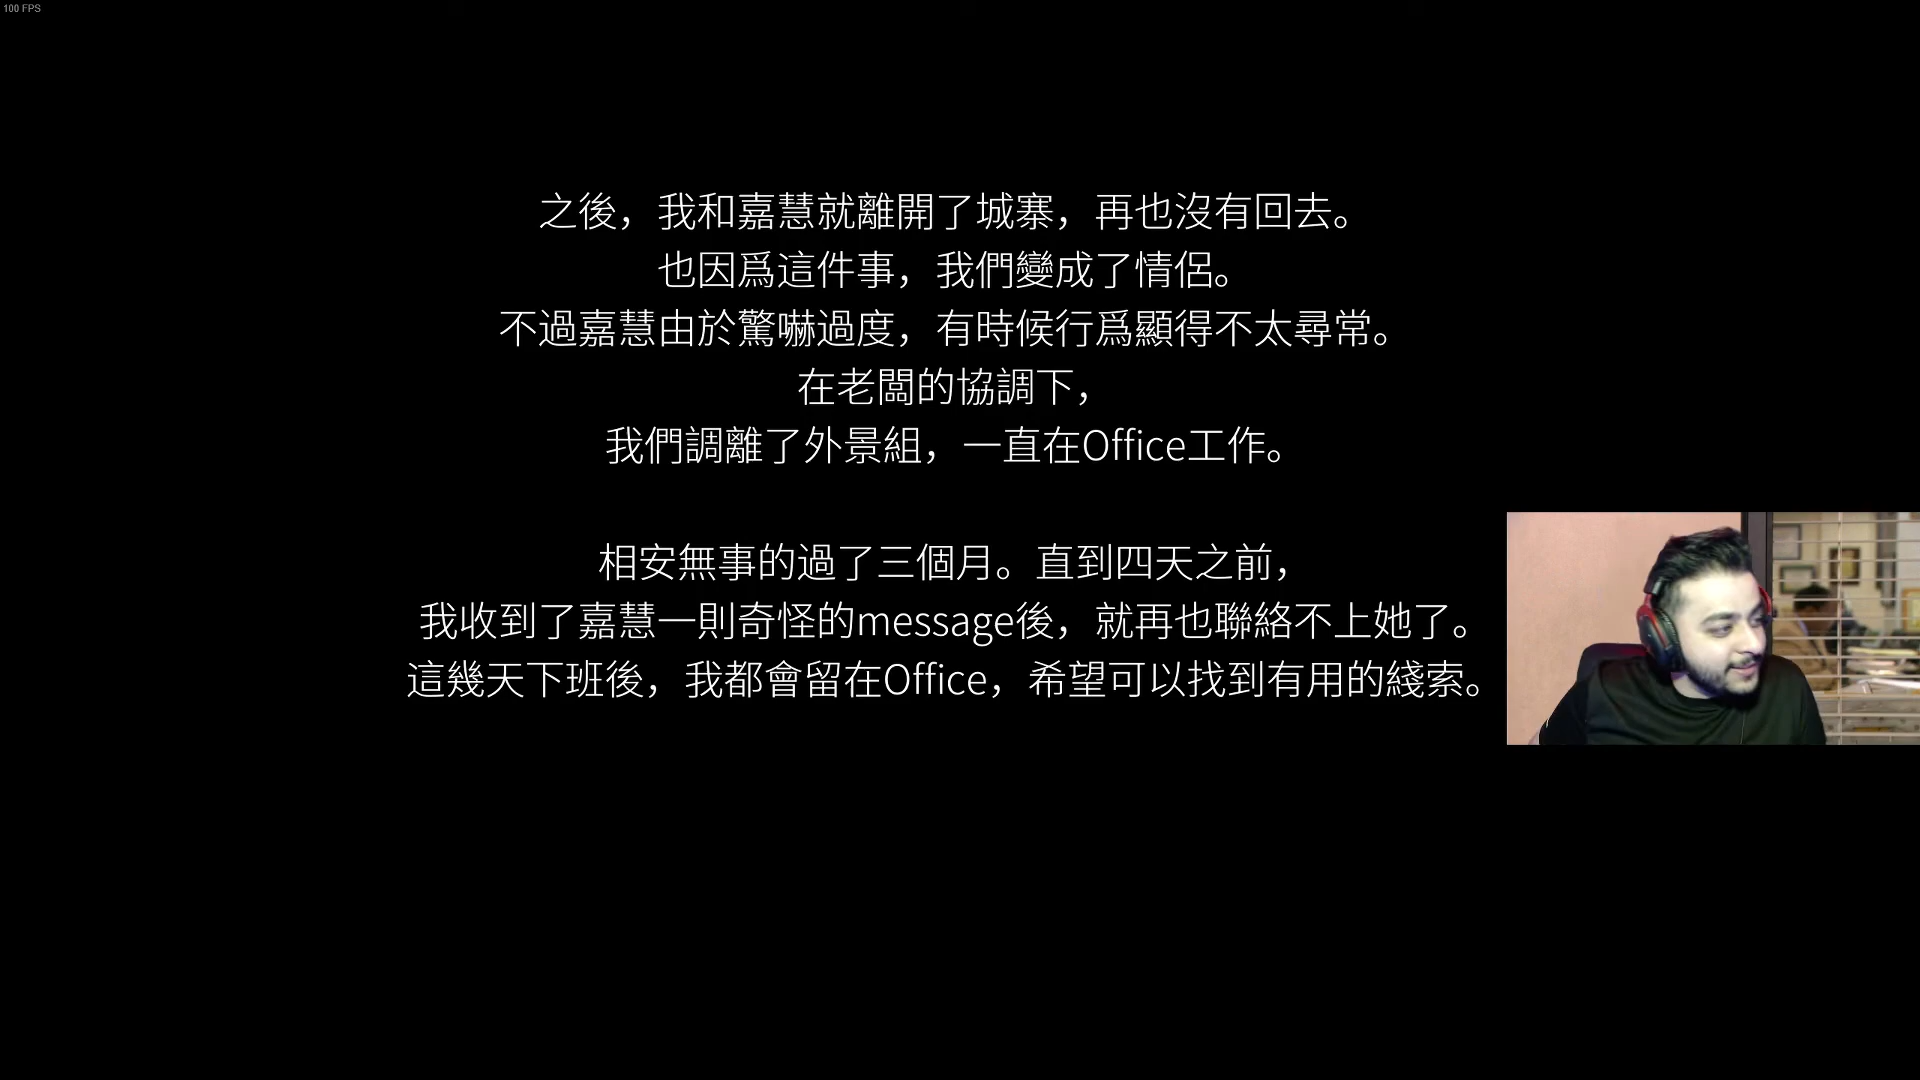 100 FPS
之後，我和嘉慧就離開了城寨，再也沒有回去。
也因爲這件事，我們變成了情侶。
不過嘉慧由於驚嚇過度，有時候行爲顯得不太尋常。
在老闆的協調下，
我們調離了外景組，一直在Office工作。
相安無事的過了三個月。直到四天之前，
我收到了嘉慧一則奇怪的message後，就再也聯絡不上她了。
這幾天下班後，我都會留在Office，希望可以找到有用的綫索。